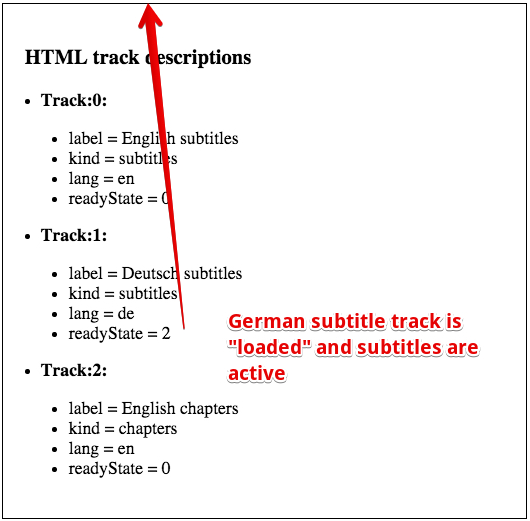 HTML track descriptions
Track:0:
label = English subtitles
kind = subtitles
lang = en
readyState = 0
Track:1:
label = Deutsch subtitles
kind = subtitles
lang = de
readyState = 2
German subtitle track is
"loaded" and subtitles are
active
Track:2:
label = English chapters
kind = chapters
lang = en
readyState = 0